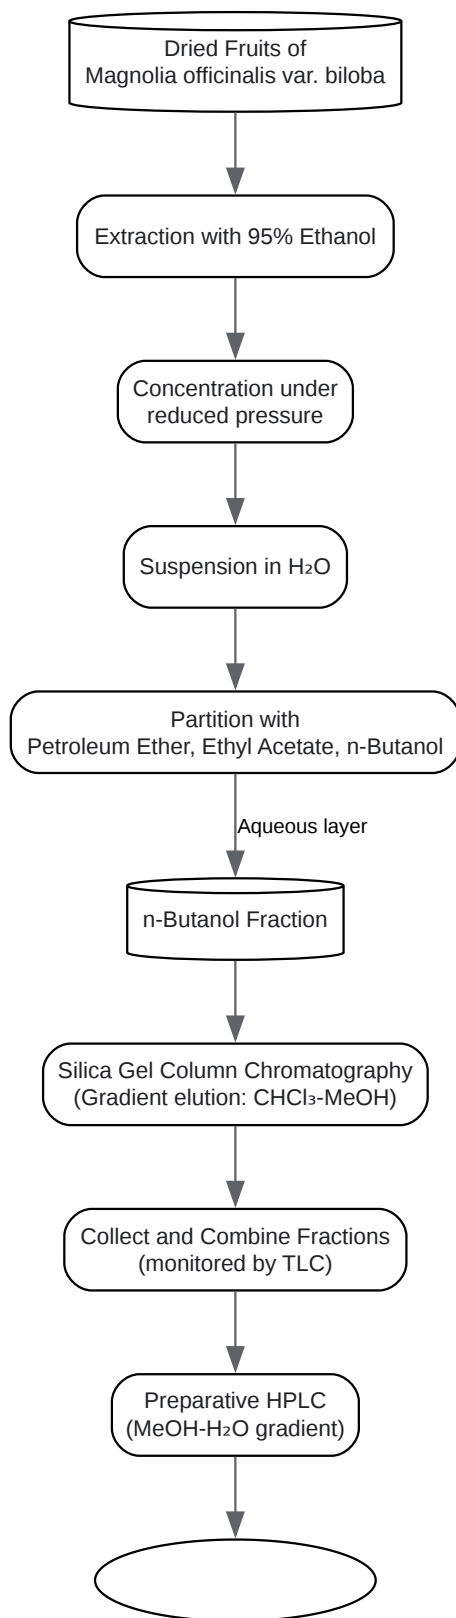 Dried Fruits of
Magnolia officinalis var. biloba
Extraction with 95% Ethanol
Concentration under
reduced pressure
Suspension in H₂O
Partition with
Petroleum Ether, Ethyl Acetate, n-Butanol
Aqueous layer
n-Butanol Fraction
Silica Gel Column Chromatography
(Gradient elution: CHCl₃-MeOH)
Collect and Combine Fractions
(monitored by TLC)
Preparative HPLC
(MeOH-H₂O gradient)